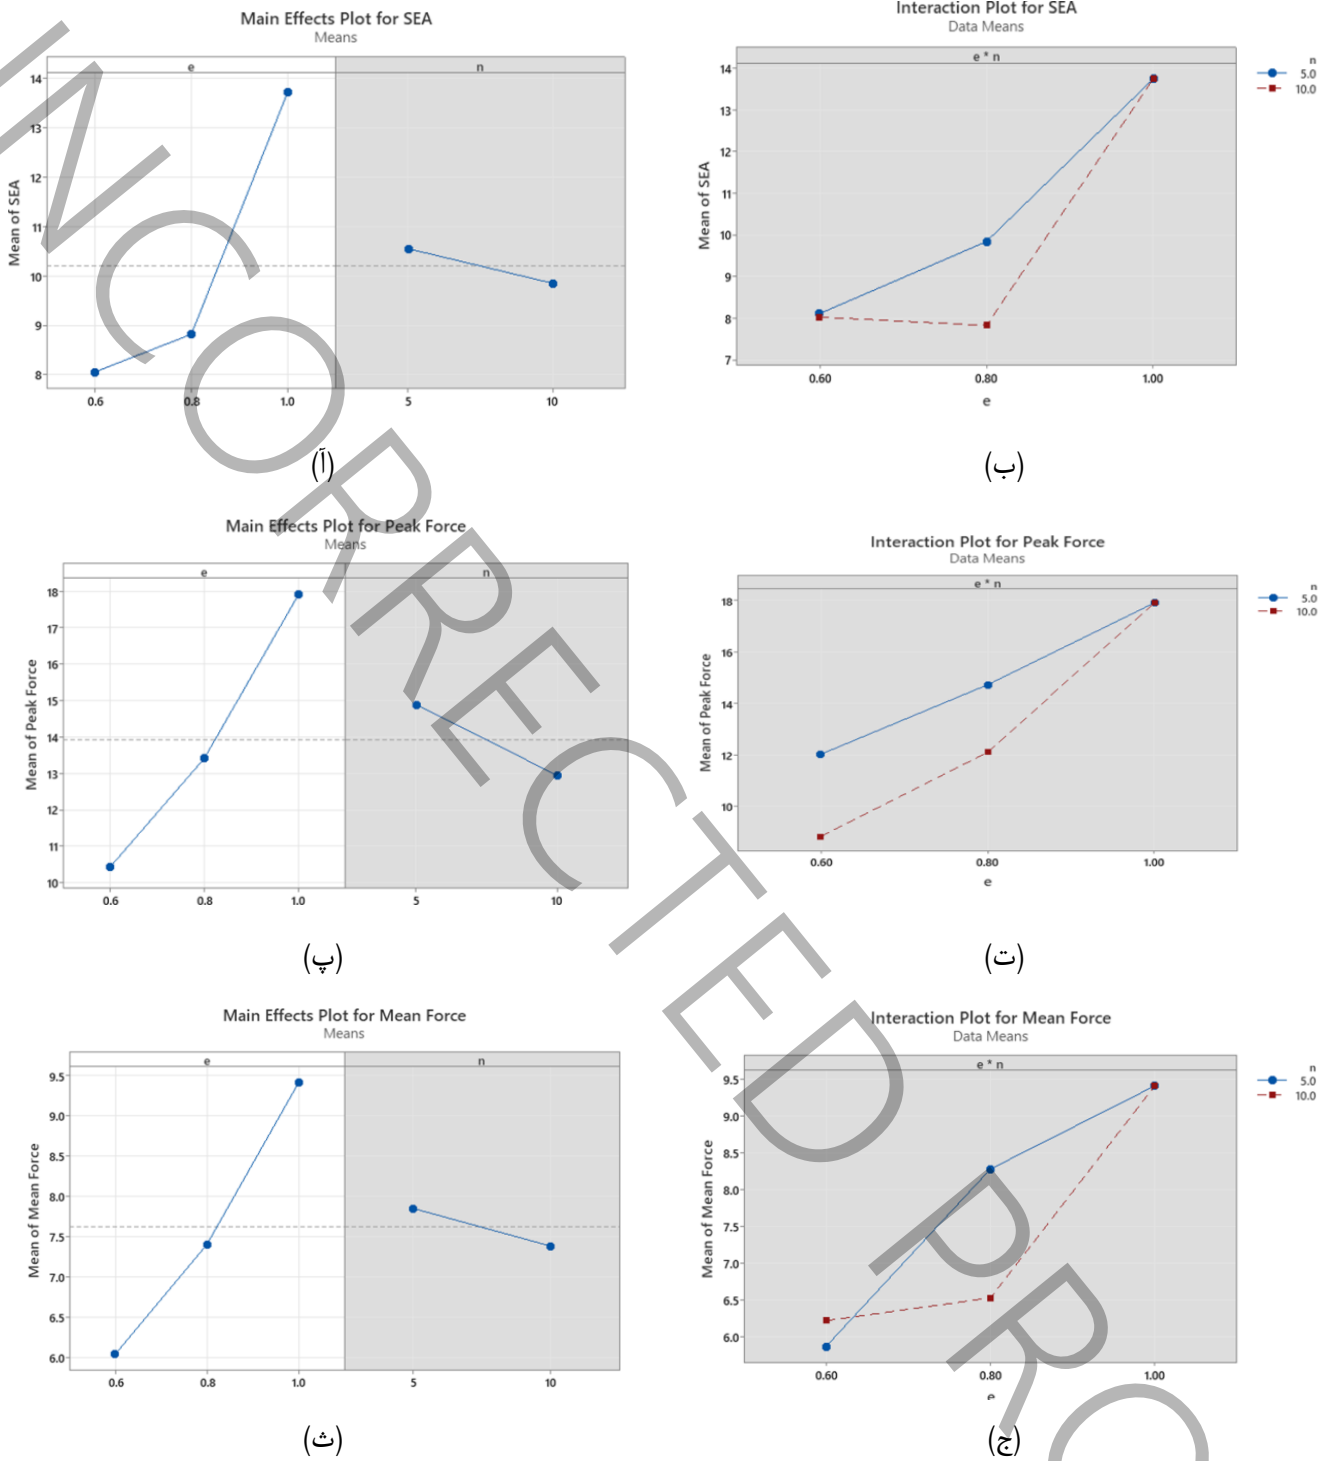 Main Effects Plot for SEA
Means
e n
Mean of SEA
14
13
12
11
10
9
8
0.6 0.8 1.0 5 10
(آ)
Interaction Plot for SEA
Data Means
e * n
Mean of SEA
14
13
12
11
10
9
8
7
0.60 0.80 1.00
e
n
5.0
10.0
(ب)
Main Effects Plot for Peak Force
Means
e n
Mean of Peak Force
18
17
16
15
14
13
12
11
10
0.6 0.8 1.0 5 10
(پ)
Interaction Plot for Peak Force
Data Means
e * n
Mean of Peak Force
18
16
14
12
10
0.60 0.80 1.00
e
n
5.0
10.0
(ت)
Main Effects Plot for Mean Force
Means
e n
Mean of Mean Force
9.5
9.0
8.5
8.0
7.5
7.0
6.5
6.0
0.6 0.8 1.0 5 10
(ث)
Interaction Plot for Mean Force
Data Means
e * n
Mean of Mean Force
9.5
9.0
8.5
8.0
7.5
7.0
6.5
6.0
0.60 0.80 1.00
e
n
5.0
10.0
(ج)
INCORRECTED PRO